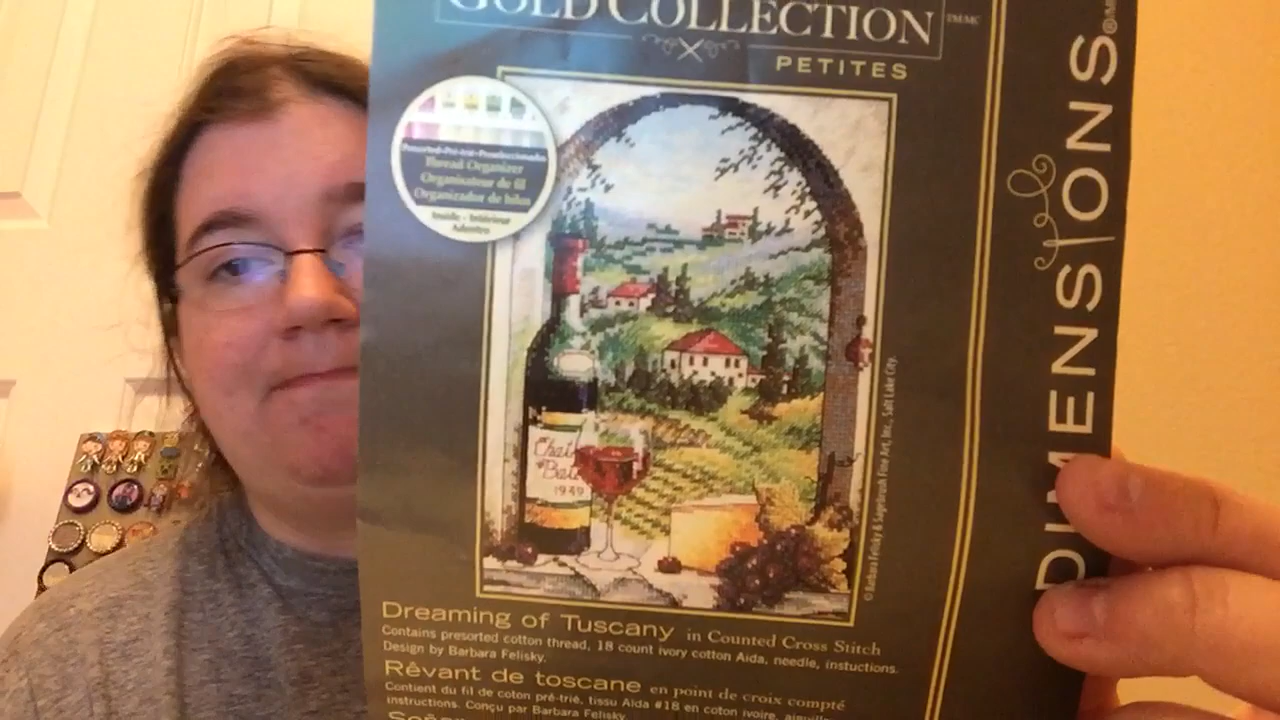 GOLD COLLECTION
PETITES
Presorted-Pré-trié-Preseleccionado
Thread Organizer
Organisateur du fil
Organizador de hilos
Inside - Intérieur
Adentro
1949
© Barbara Felisky & Sagebrush Fine Art, Inc., Salt Lake City.
DIMENSIONS®
Dreaming of Tuscany in Counted Cross Stitch
Contains presorted cotton thread, 18 count ivory cotton Aida, needle, instuctions.
Design by Barbara Felisky.
Rêvant de toscane en point de croix compté
Contient du fil de coton pré-trié, tissu Aida #18 en coton ivoire,
instructions. Conçu par Barbara Felisky.